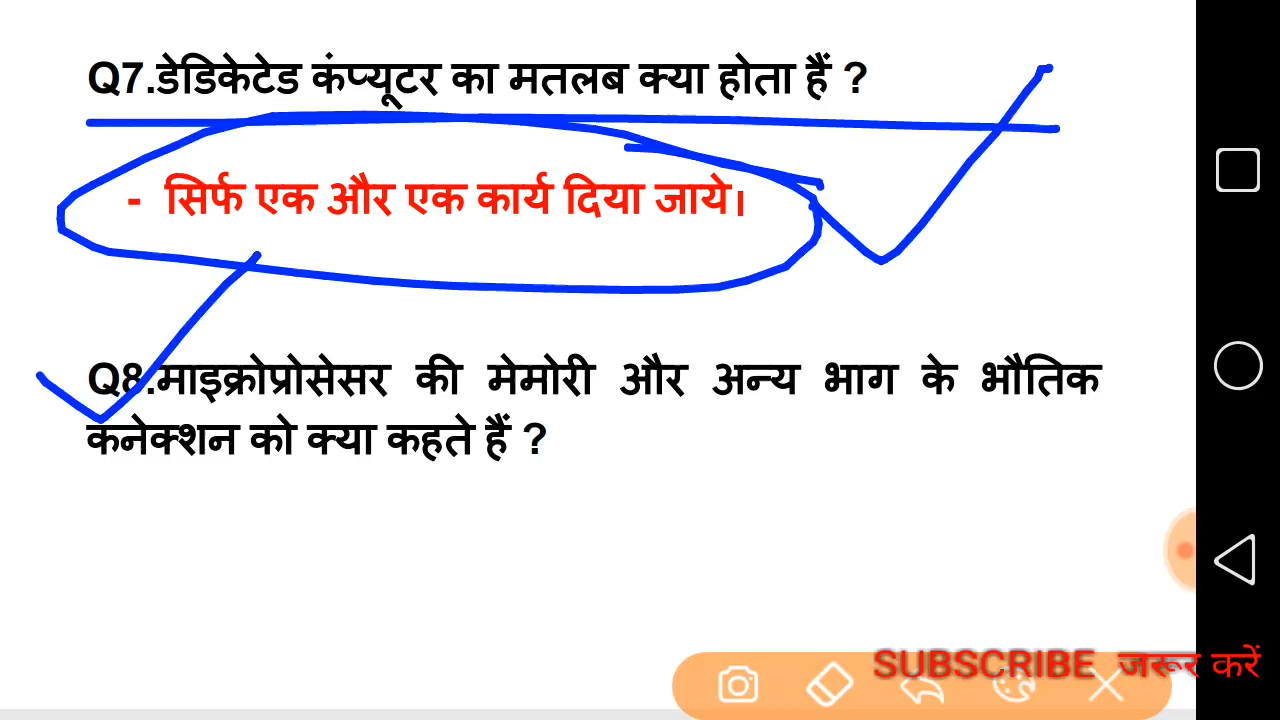 Q7.डेडिकेटेड कंप्यूटर का मतलब क्या होता हैं ?
- सिर्फ एक और एक कार्य दिया जाये।
Q8.माइक्रोप्रोसेसर की मेमोरी और अन्य भाग के भौतिक
कनेक्शन को क्या कहते हैं ?
SUBSCRIBE जरूर करें